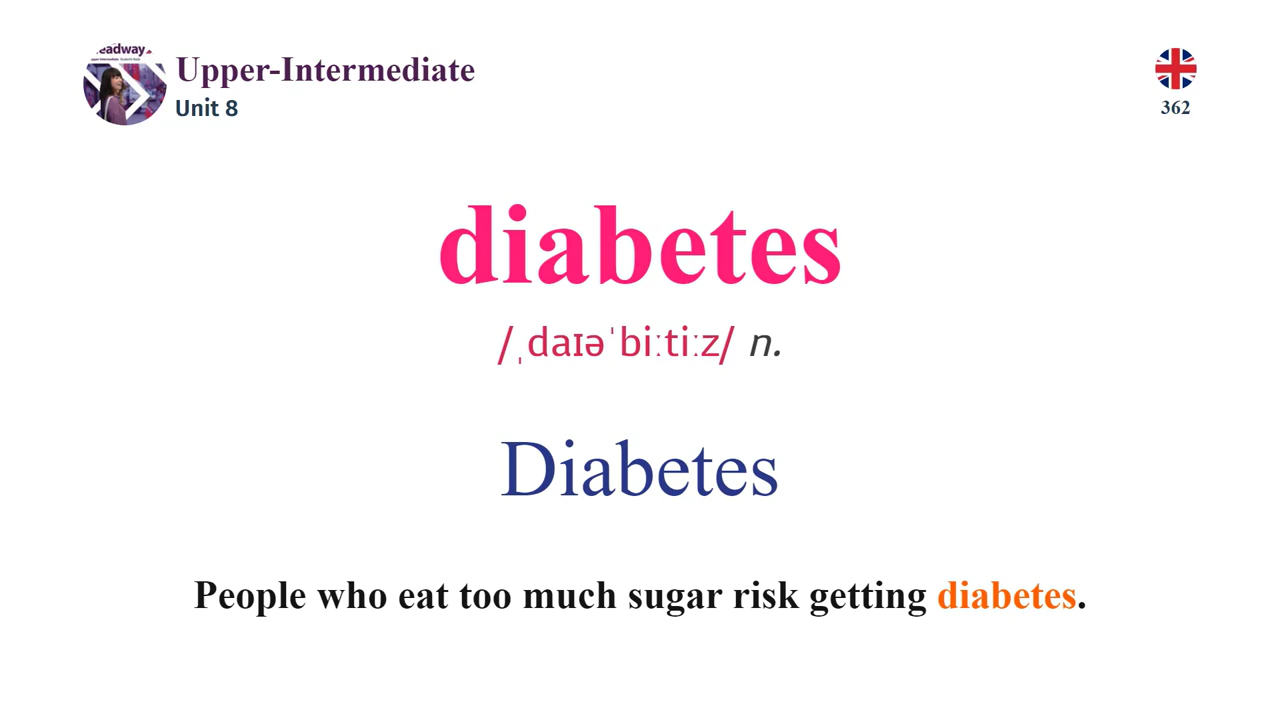 eadway
Upper-Intermediate
Unit 8
362
diabetes
/ˌdaɪəˈbiːtiːz/ n.
Diabetes
People who eat too much sugar risk getting diabetes.